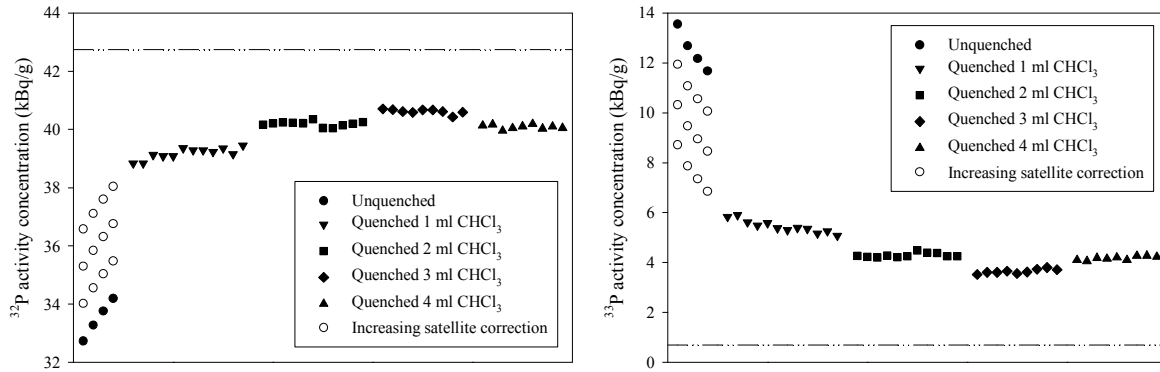 44
42
40
38
36
34
32
³²P activity concentration (kBq/g)
Unquenched
Quenched 1 ml CHCl₃
Quenched 2 ml CHCl₃
Quenched 3 ml CHCl₃
Quenched 4 ml CHCl₃
Increasing satellite correction
14
12
10
8
6
4
2
0
³³P activity concentration (kBq/g)
Unquenched
Quenched 1 ml CHCl₃
Quenched 2 ml CHCl₃
Quenched 3 ml CHCl₃
Quenched 4 ml CHCl₃
Increasing satellite correction